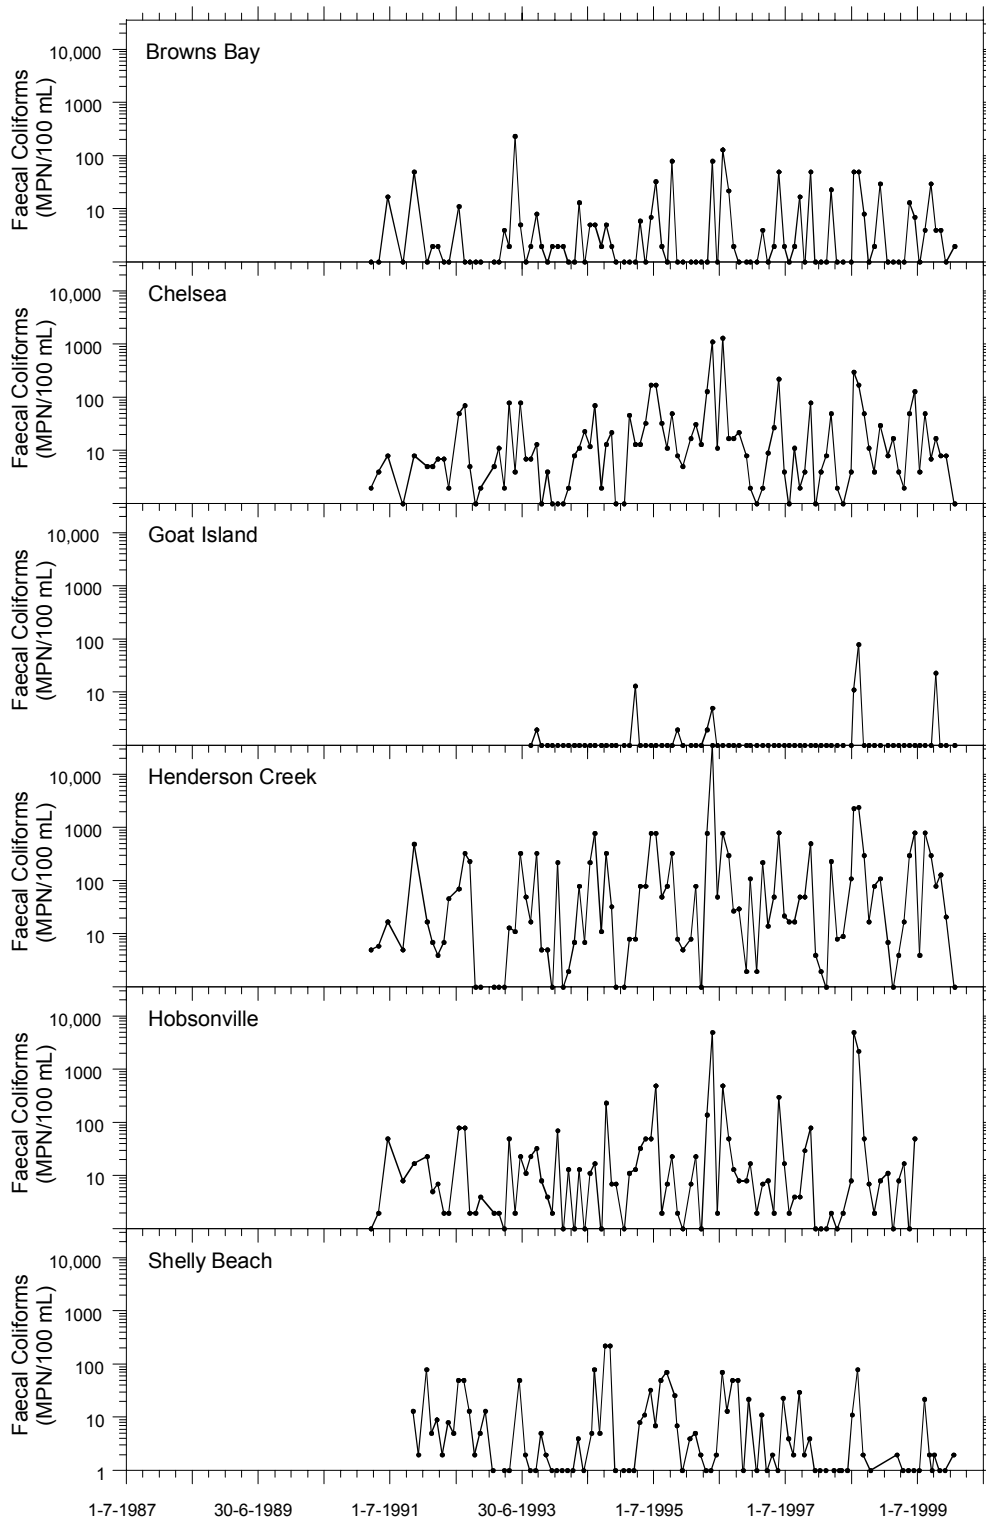 Browns Bay
Faecal Coliforms
(MPN/100 mL)
10,000
1000
100
10
Chelsea
Faecal Coliforms
(MPN/100 mL)
10,000
1000
100
10
Goat Island
Faecal Coliforms
(MPN/100 mL)
10,000
1000
100
10
Henderson Creek
Faecal Coliforms
(MPN/100 mL)
10,000
1000
100
10
Hobsonville
Faecal Coliforms
(MPN/100 mL)
10,000
1000
100
10
Shelly Beach
Faecal Coliforms
(MPN/100 mL)
10,000
1000
100
10
1
1-7-1987 30-6-1989 1-7-1991 30-6-1993 1-7-1995 1-7-1997 1-7-1999